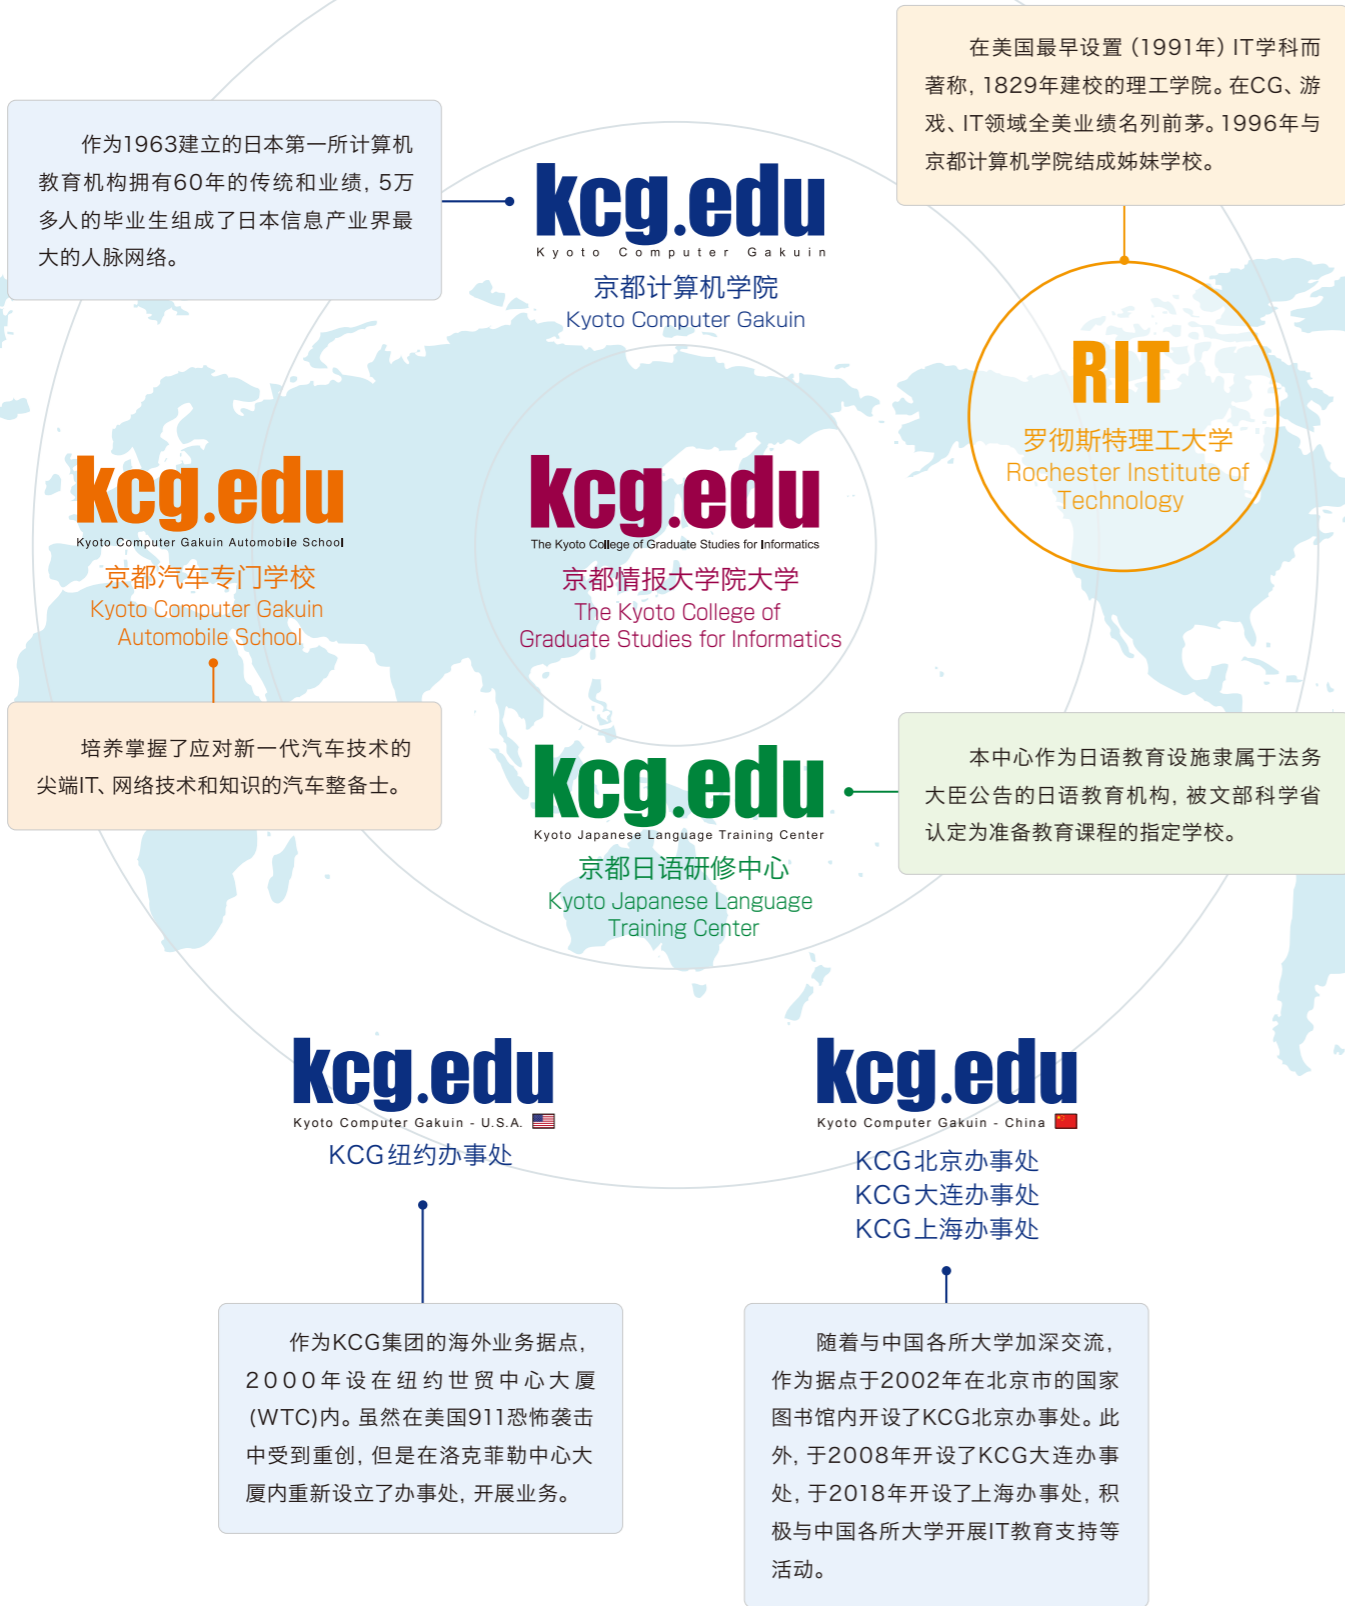 在美国最早设置（1991年）IT学科而
著称，1829年建校的理工学院。在CG、游
戏、IT领域全美业绩名列前茅。1996年与
京都计算机学院结成姊妹学校。
作为1963建立的日本第一所计算机
教育机构拥有60年的传统和业绩，5万
多人的毕业生组成了日本信息产业界最
大的人脉网络。
kcg.edu
Kyoto Computer Gakuin
京都计算机学院
Kyoto Computer Gakuin
RIT
罗彻斯特理工大学
Rochester Institute of
Technology
kcg.edu
Kyoto Computer Gakuin Automobile School
京都汽车专门学校
Kyoto Computer Gakuin
Automobile School
kcg.edu
The Kyoto College of Graduate Studies for Informatics
京都情报大学院大学
The Kyoto College of
Graduate Studies for Informatics
培养掌握了应对新一代汽车技术的
尖端IT、网络技术和知识的汽车整备士。
kcg.edu
Kyoto Japanese Language Training Center
京都日语研修中心
Kyoto Japanese Language
Training Center
本中心作为日语教育设施隶属于法务
大臣公告的日语教育机构，被文部科学省
认定为准备教育课程的指定学校。
kcg.edu
Kyoto Computer Gakuin - U.S.A.
KCG纽约办事处
kcg.edu
Kyoto Computer Gakuin - China
KCG北京办事处
KCG大连办事处
KCG上海办事处
作为KCG集团的海外业务据点，
2000年设在纽约世贸中心大厦
(WTC)内。虽然在美国911恐怖袭击
中受到重创，但是在洛克菲勒中心大
厦内重新设立了办事处，开展业务。
随着与中国各所大学加深交流，
作为据点于2002年在北京市的国家
图书馆内开设了KCG北京办事处。此
外，于2008年开设了KCG大连办事
处，于2018年开设了上海办事处，积
极与中国各所大学开展IT教育支持等
活动。